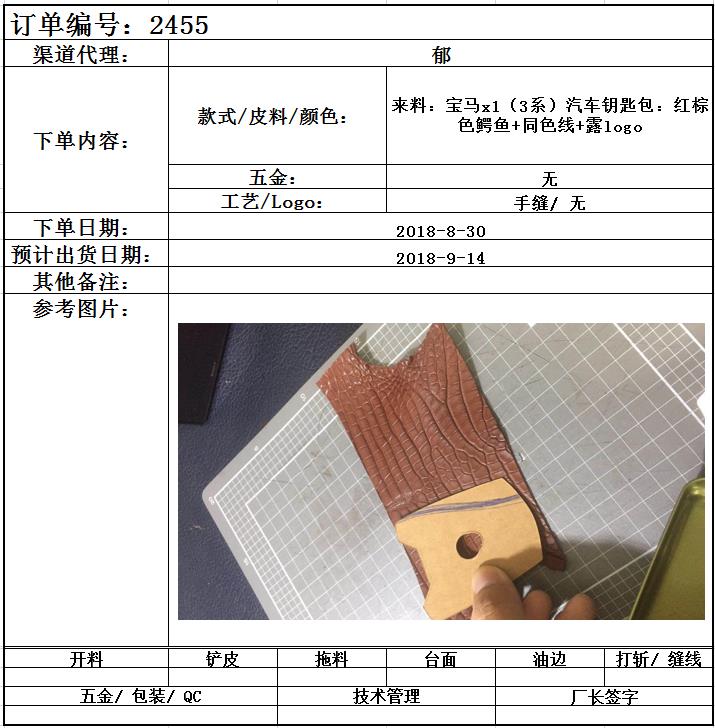 订单编号：2455
渠道代理：
郁
下单内容：
款式/皮料/颜色：
来料：宝马x1（3系）汽车钥匙包：红棕
色鳄鱼+同色线+露logo
五金：
无
工艺/Logo：
手缝/ 无
下单日期：
2018-8-30
预计出货日期：
2018-9-14
其他备注：
参考图片：
开料
铲皮
拖料
台面
油边
打斩/ 缝线
五金/ 包装/ QC
技术管理
厂长签字